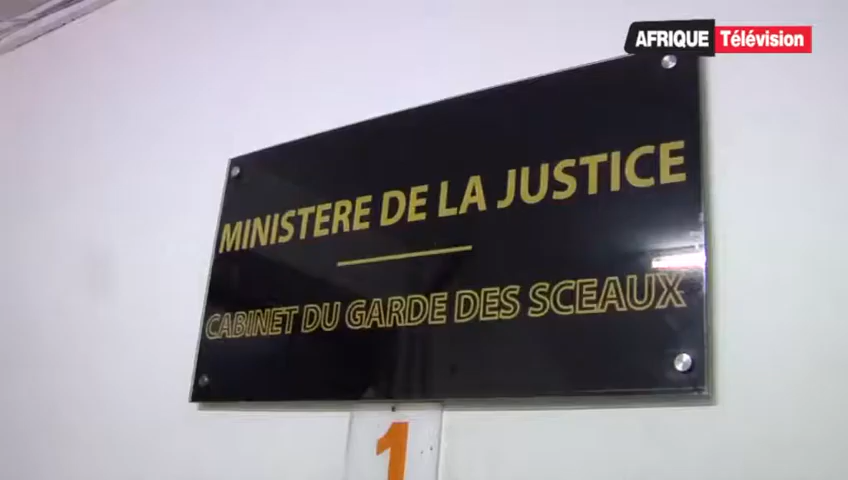 AFRIQUE Télévision
MINISTERE DE LA JUSTICE
CABINET DU GARDE DES SCEAUX
1